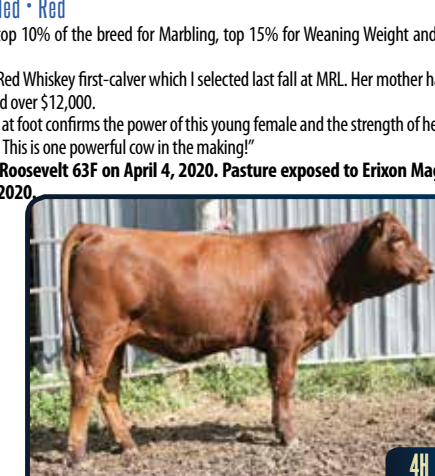 led • Red
top 10% of the breed for Marbling, top 15% for Weaning Weight and
Red Whiskey first-calver which I selected last fall at MRL. Her mother ha
d over $12,000.
at foot confirms the power of this young female and the strength of he
This is one powerful cow in the making!”
Roosevelt 63F on April 4, 2020. Pasture exposed to Erixon Mag
2020.
4H